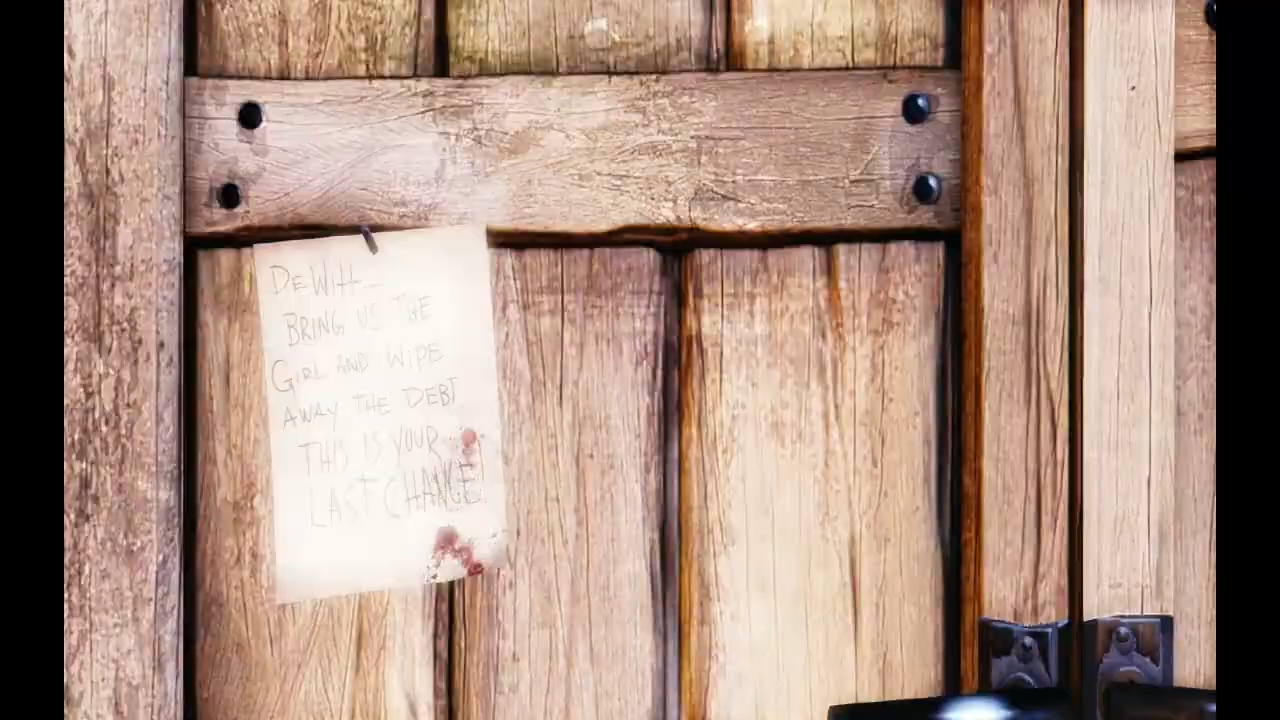 DEWitt—
BRING US THE
GIRL AND WiPE
AWAY THE DEBT
THIS IS YOUR
LAST CHANCE!